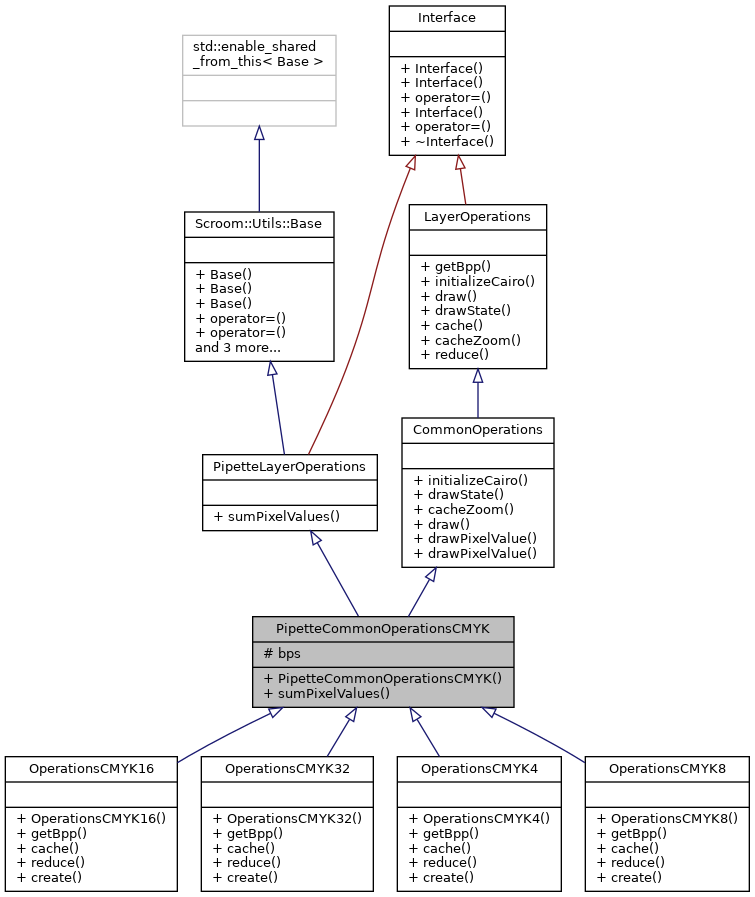 Interface
+ Interface()
+ Interface()
+ operator=()
+ Interface()
+ operator=()
+ ~Interface()
std::enable_shared
_from_this< Base >
LayerOperations
+ getBpp()
+ initializeCairo()
+ draw()
+ drawState()
+ cache()
+ cacheZoom()
+ reduce()
Scroom::Utils::Base
+ Base()
+ Base()
+ Base()
+ operator=()
+ operator=()
and 3 more...
CommonOperations
+ initializeCairo()
+ drawState()
+ cacheZoom()
+ draw()
+ drawPixelValue()
+ drawPixelValue()
PipetteLayerOperations
+ sumPixelValues()
PipetteCommonOperationsCMYK
# bps
+ PipetteCommonOperationsCMYK()
+ sumPixelValues()
OperationsCMYK16
+ OperationsCMYK16()
+ getBpp()
+ cache()
+ reduce()
+ create()
OperationsCMYK32
+ OperationsCMYK32()
+ getBpp()
+ cache()
+ reduce()
+ create()
OperationsCMYK4
+ OperationsCMYK4()
+ getBpp()
+ cache()
+ reduce()
+ create()
OperationsCMYK8
+ OperationsCMYK8()
+ getBpp()
+ cache()
+ reduce()
+ create()